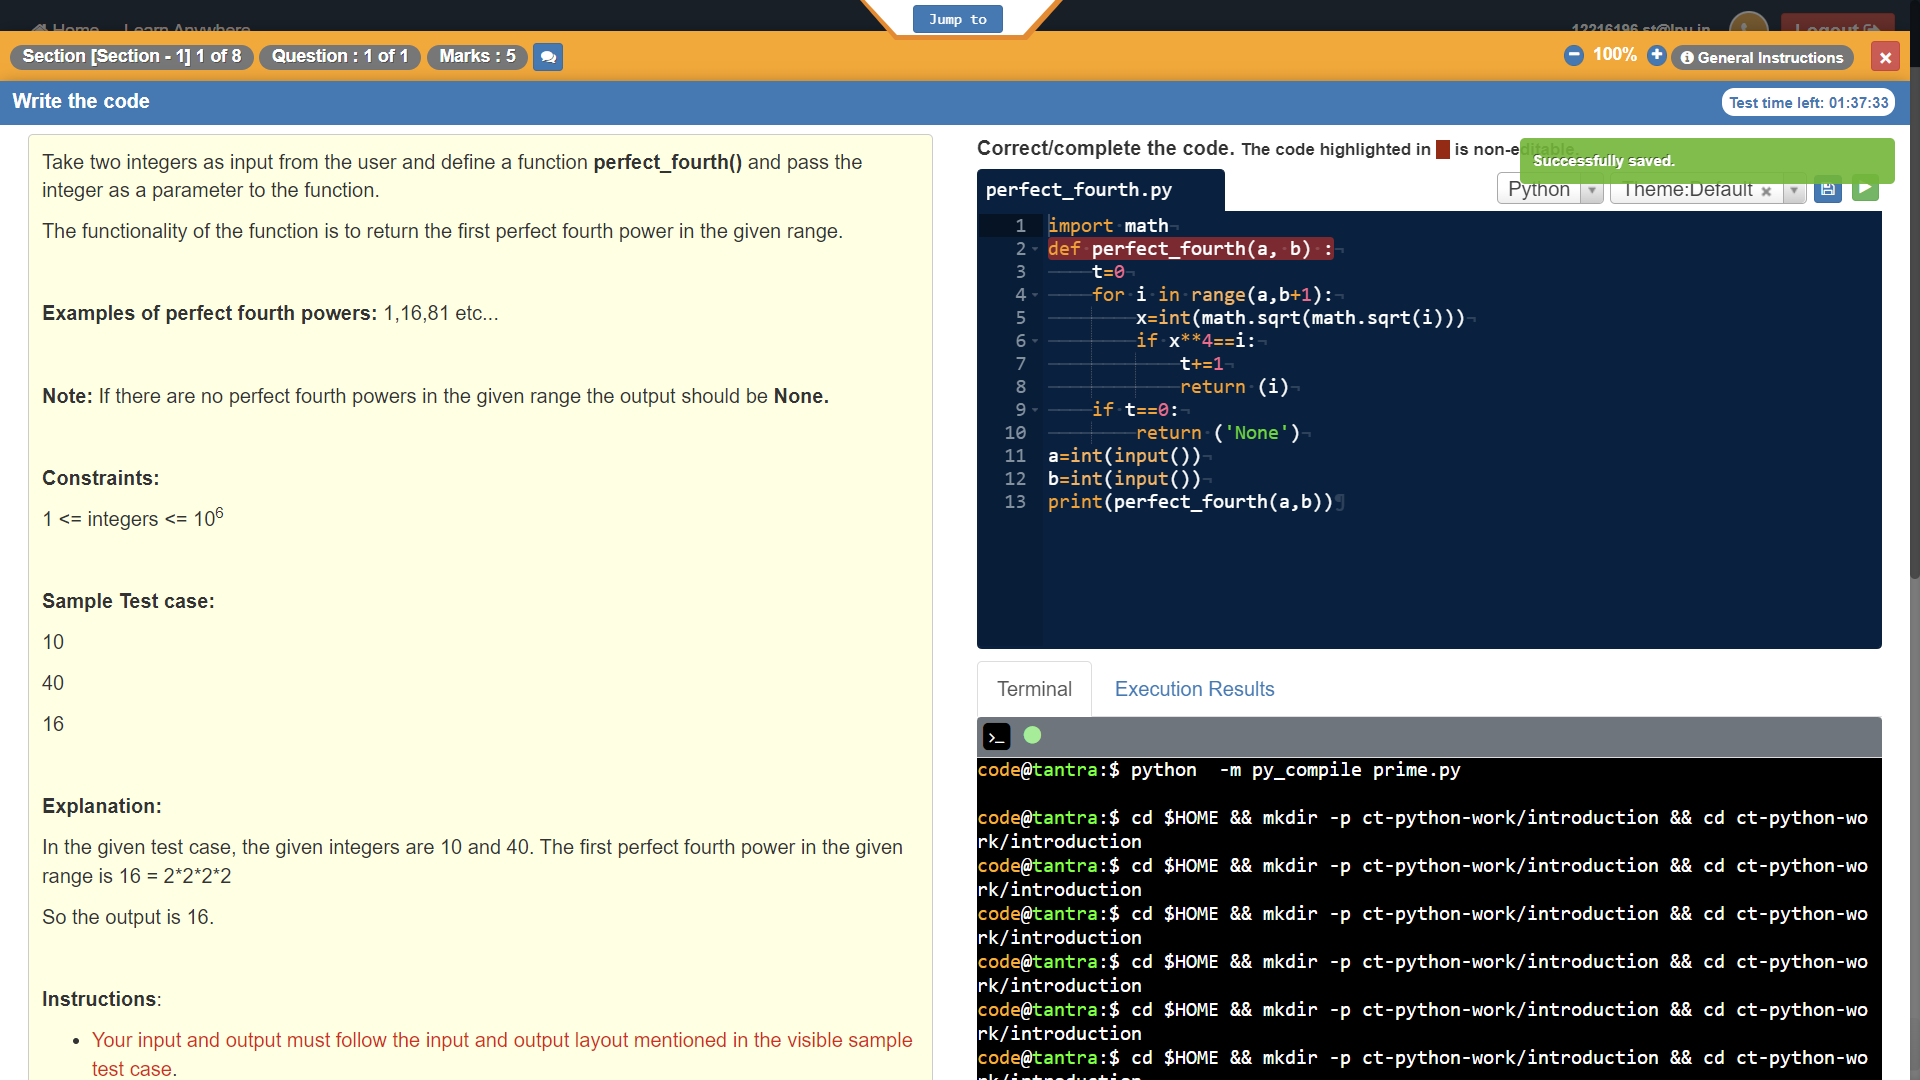 Home Learn Anywhere
Jump to
12216196.st@lpu.in
Logout
Section [Section - 1] 1 of 8 Question : 1 of 1 Marks : 5
100% General Instructions
Write the code
Test time left: 01:37:33
Take two integers as input from the user and define a function perfect_fourth() and pass the
integer as a parameter to the function.
The functionality of the function is to return the first perfect fourth power in the given range.
Examples of perfect fourth powers: 1,16,81 etc...
Note: If there are no perfect fourth powers in the given range the output should be None.
Constraints:
1 <= integers <= 10^6
Sample Test case:
10
40
16
Explanation:
In the given test case, the given integers are 10 and 40. The first perfect fourth power in the given
range is 16 = 2*2*2*2
So the output is 16.
Instructions:
• Your input and output must follow the input and output layout mentioned in the visible sample
test case.
Correct/complete the code. The code highlighted in is non-editable.
Successfully saved.
perfect_fourth.py
Python Theme:Default
1 import math
2 def perfect_fourth(a, b) :
3 t=0
4 for i in range(a,b+1):
5 x=int(math.sqrt(math.sqrt(i)))
6 if x**4==i:
7 t+=1
8 return (i)
9 if t==0:
10 return ('None')
11 a=int(input())
12 b=int(input())
13 print(perfect_fourth(a,b))
Terminal Execution Results
code@tantra:$ python -m py_compile prime.py
code@tantra:$ cd $HOME && mkdir -p ct-python-work/introduction && cd ct-python-wo
rk/introduction
code@tantra:$ cd $HOME && mkdir -p ct-python-work/introduction && cd ct-python-wo
rk/introduction
code@tantra:$ cd $HOME && mkdir -p ct-python-work/introduction && cd ct-python-wo
rk/introduction
code@tantra:$ cd $HOME && mkdir -p ct-python-work/introduction && cd ct-python-wo
rk/introduction
code@tantra:$ cd $HOME && mkdir -p ct-python-work/introduction && cd ct-python-wo
rk/introduction
code@tantra:$ cd $HOME && mkdir -p ct-python-work/introduction && cd ct-python-wo
rk/introduction